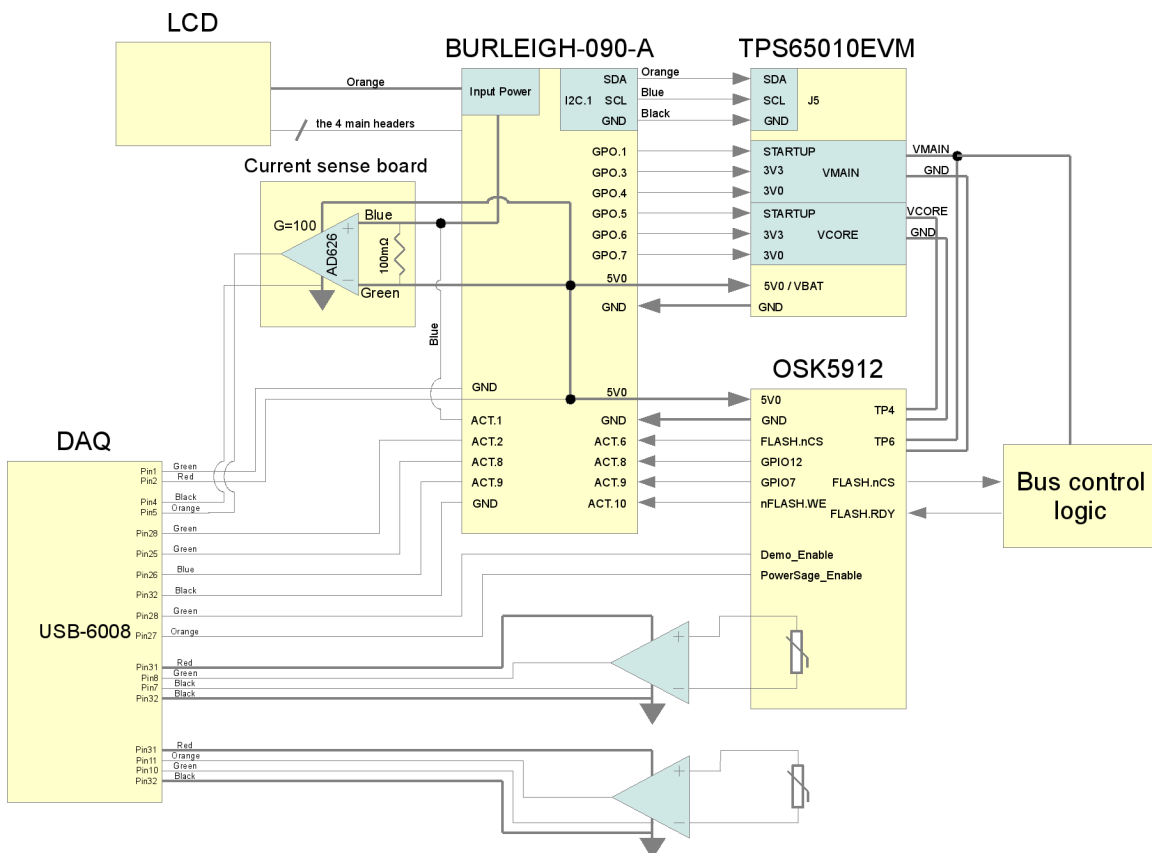 LCD
BURLEIGH-090-A
TPS65010EVM
Orange
the 4 main headers
Input Power
I2C.1
SDA
SCL
GND
Orange
Blue
Black
SDA
SCL
GND
J5
GPO.1
GPO.3
GPO.4
GPO.5
GPO.6
GPO.7
STARTUP
3V3
3V0
VMAIN
STARTUP
3V3
3V0
VCORE
VMAIN
GND
VCORE
GND
5V0
GND
5V0 / VBAT
GND
Current sense board
G=100
AD626
+
−
Blue
Green
100mΩ
Blue
OSK5912
GND
ACT.1
ACT.2
ACT.8
ACT.9
GND
5V0
GND
ACT.6
ACT.8
ACT.9
ACT.10
5V0
GND
FLASH.nCS
GPIO12
GPIO7
nFLASH.WE
TP4
TP6
FLASH.nCS
FLASH.RDY
Demo_Enable
PowerSage_Enable
Bus control
logic
DAQ
USB-6008
Pin1 Green
Pin2 Red
Pin4 Black
Pin5 Orange
Pin28 Green
Pin25 Green
Pin26 Blue
Pin32 Black
Pin28 Green
Pin27 Orange
Pin31 Red
Pin8 Green
Pin7 Black
Pin32 Black
+
−
Pin31 Red
Pin11 Orange
Pin10 Green
Pin32 Black
+
−